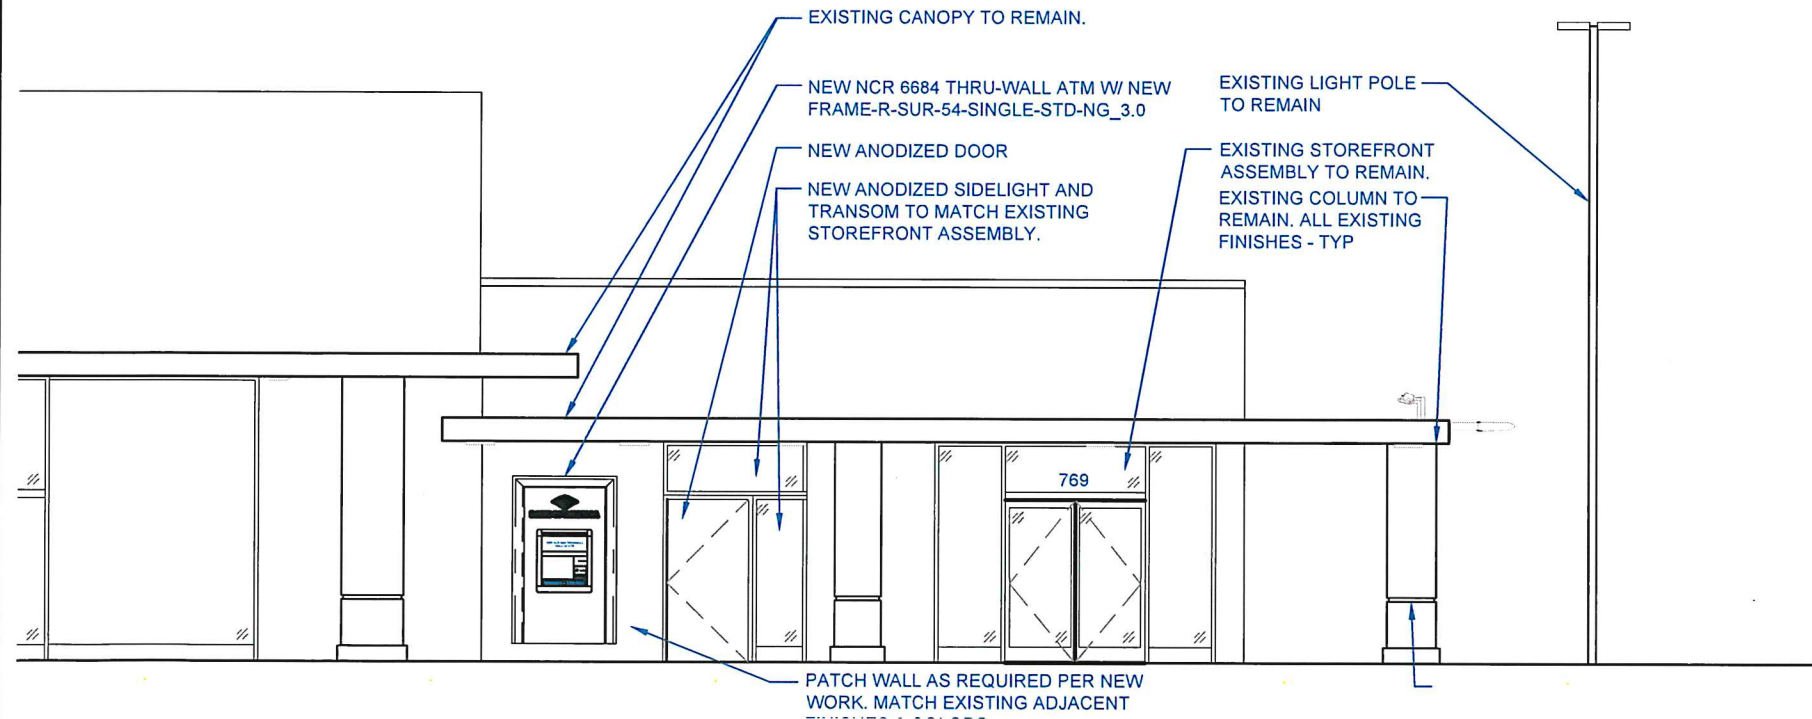 EXISTING CANOPY TO REMAIN.
NEW NCR 6684 THRU-WALL ATM W/ NEW
FRAME-R-SUR-54-SINGLE-STD-NG_3.0
NEW ANODIZED DOOR
NEW ANODIZED SIDELIGHT AND
TRANSOM TO MATCH EXISTING
STOREFRONT ASSEMBLY.
EXISTING LIGHT POLE
TO REMAIN
EXISTING STOREFRONT
ASSEMBLY TO REMAIN.
EXISTING COLUMN TO
REMAIN. ALL EXISTING
FINISHES - TYP
769
PATCH WALL AS REQUIRED PER NEW
WORK. MATCH EXISTING ADJACENT